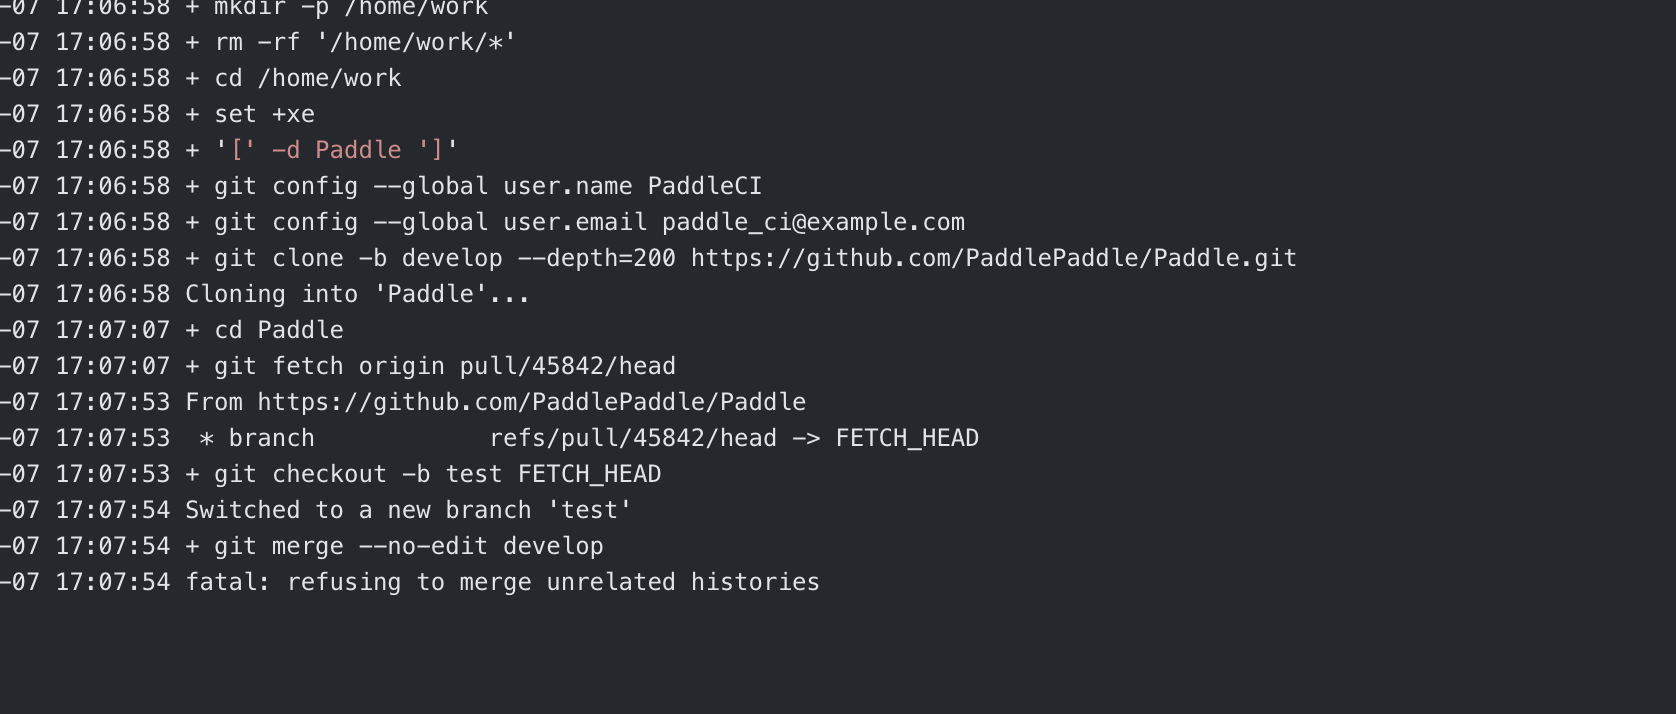 -07 17:06:58 + mkdir -p /home/work
-07 17:06:58 + rm -rf '/home/work/*'
-07 17:06:58 + cd /home/work
-07 17:06:58 + set +xe
-07 17:06:58 + '[' -d Paddle ']'
-07 17:06:58 + git config --global user.name PaddleCI
-07 17:06:58 + git config --global user.email paddle_ci@example.com
-07 17:06:58 + git clone -b develop --depth=200 https://github.com/PaddlePaddle/Paddle.git
-07 17:06:58 Cloning into 'Paddle'...
-07 17:07:07 + cd Paddle
-07 17:07:07 + git fetch origin pull/45842/head
-07 17:07:53 From https://github.com/PaddlePaddle/Paddle
-07 17:07:53  * branch            refs/pull/45842/head -> FETCH_HEAD
-07 17:07:53 + git checkout -b test FETCH_HEAD
-07 17:07:54 Switched to a new branch 'test'
-07 17:07:54 + git merge --no-edit develop
-07 17:07:54 fatal: refusing to merge unrelated histories